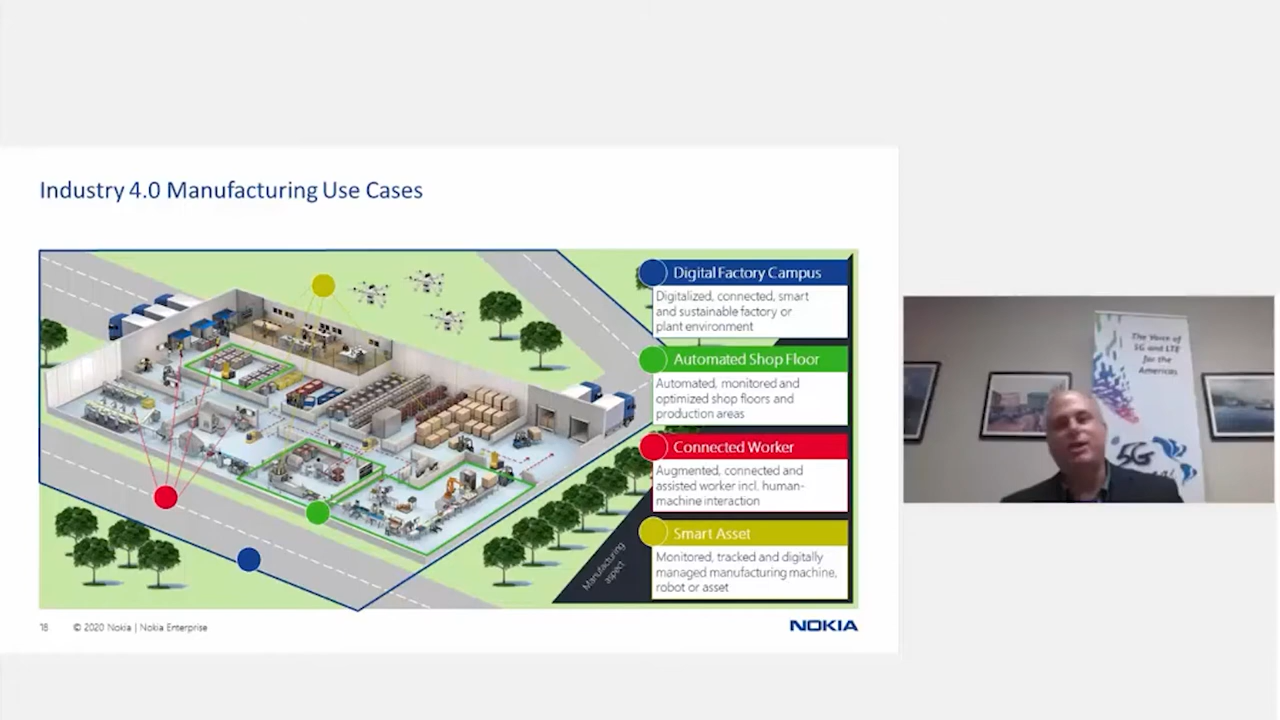 Industry 4.0 Manufacturing Use Cases
Digital Factory Campus
Digitalized, connected, smart
and sustainable factory or
plant environment
Automated Shop Floor
Automated, monitored and
optimized shop floors and
production areas
Connected Worker
Augmented, connected and
assisted worker incl. human-
machine interaction
Smart Asset
Monitored, tracked and digitally
managed manufacturing machine,
robot or asset
Manufacturing
aspect
18 © 2020 Nokia | Nokia Enterprise
NOKIA
The Voice of
5G and LTE
for the
Americas
5G